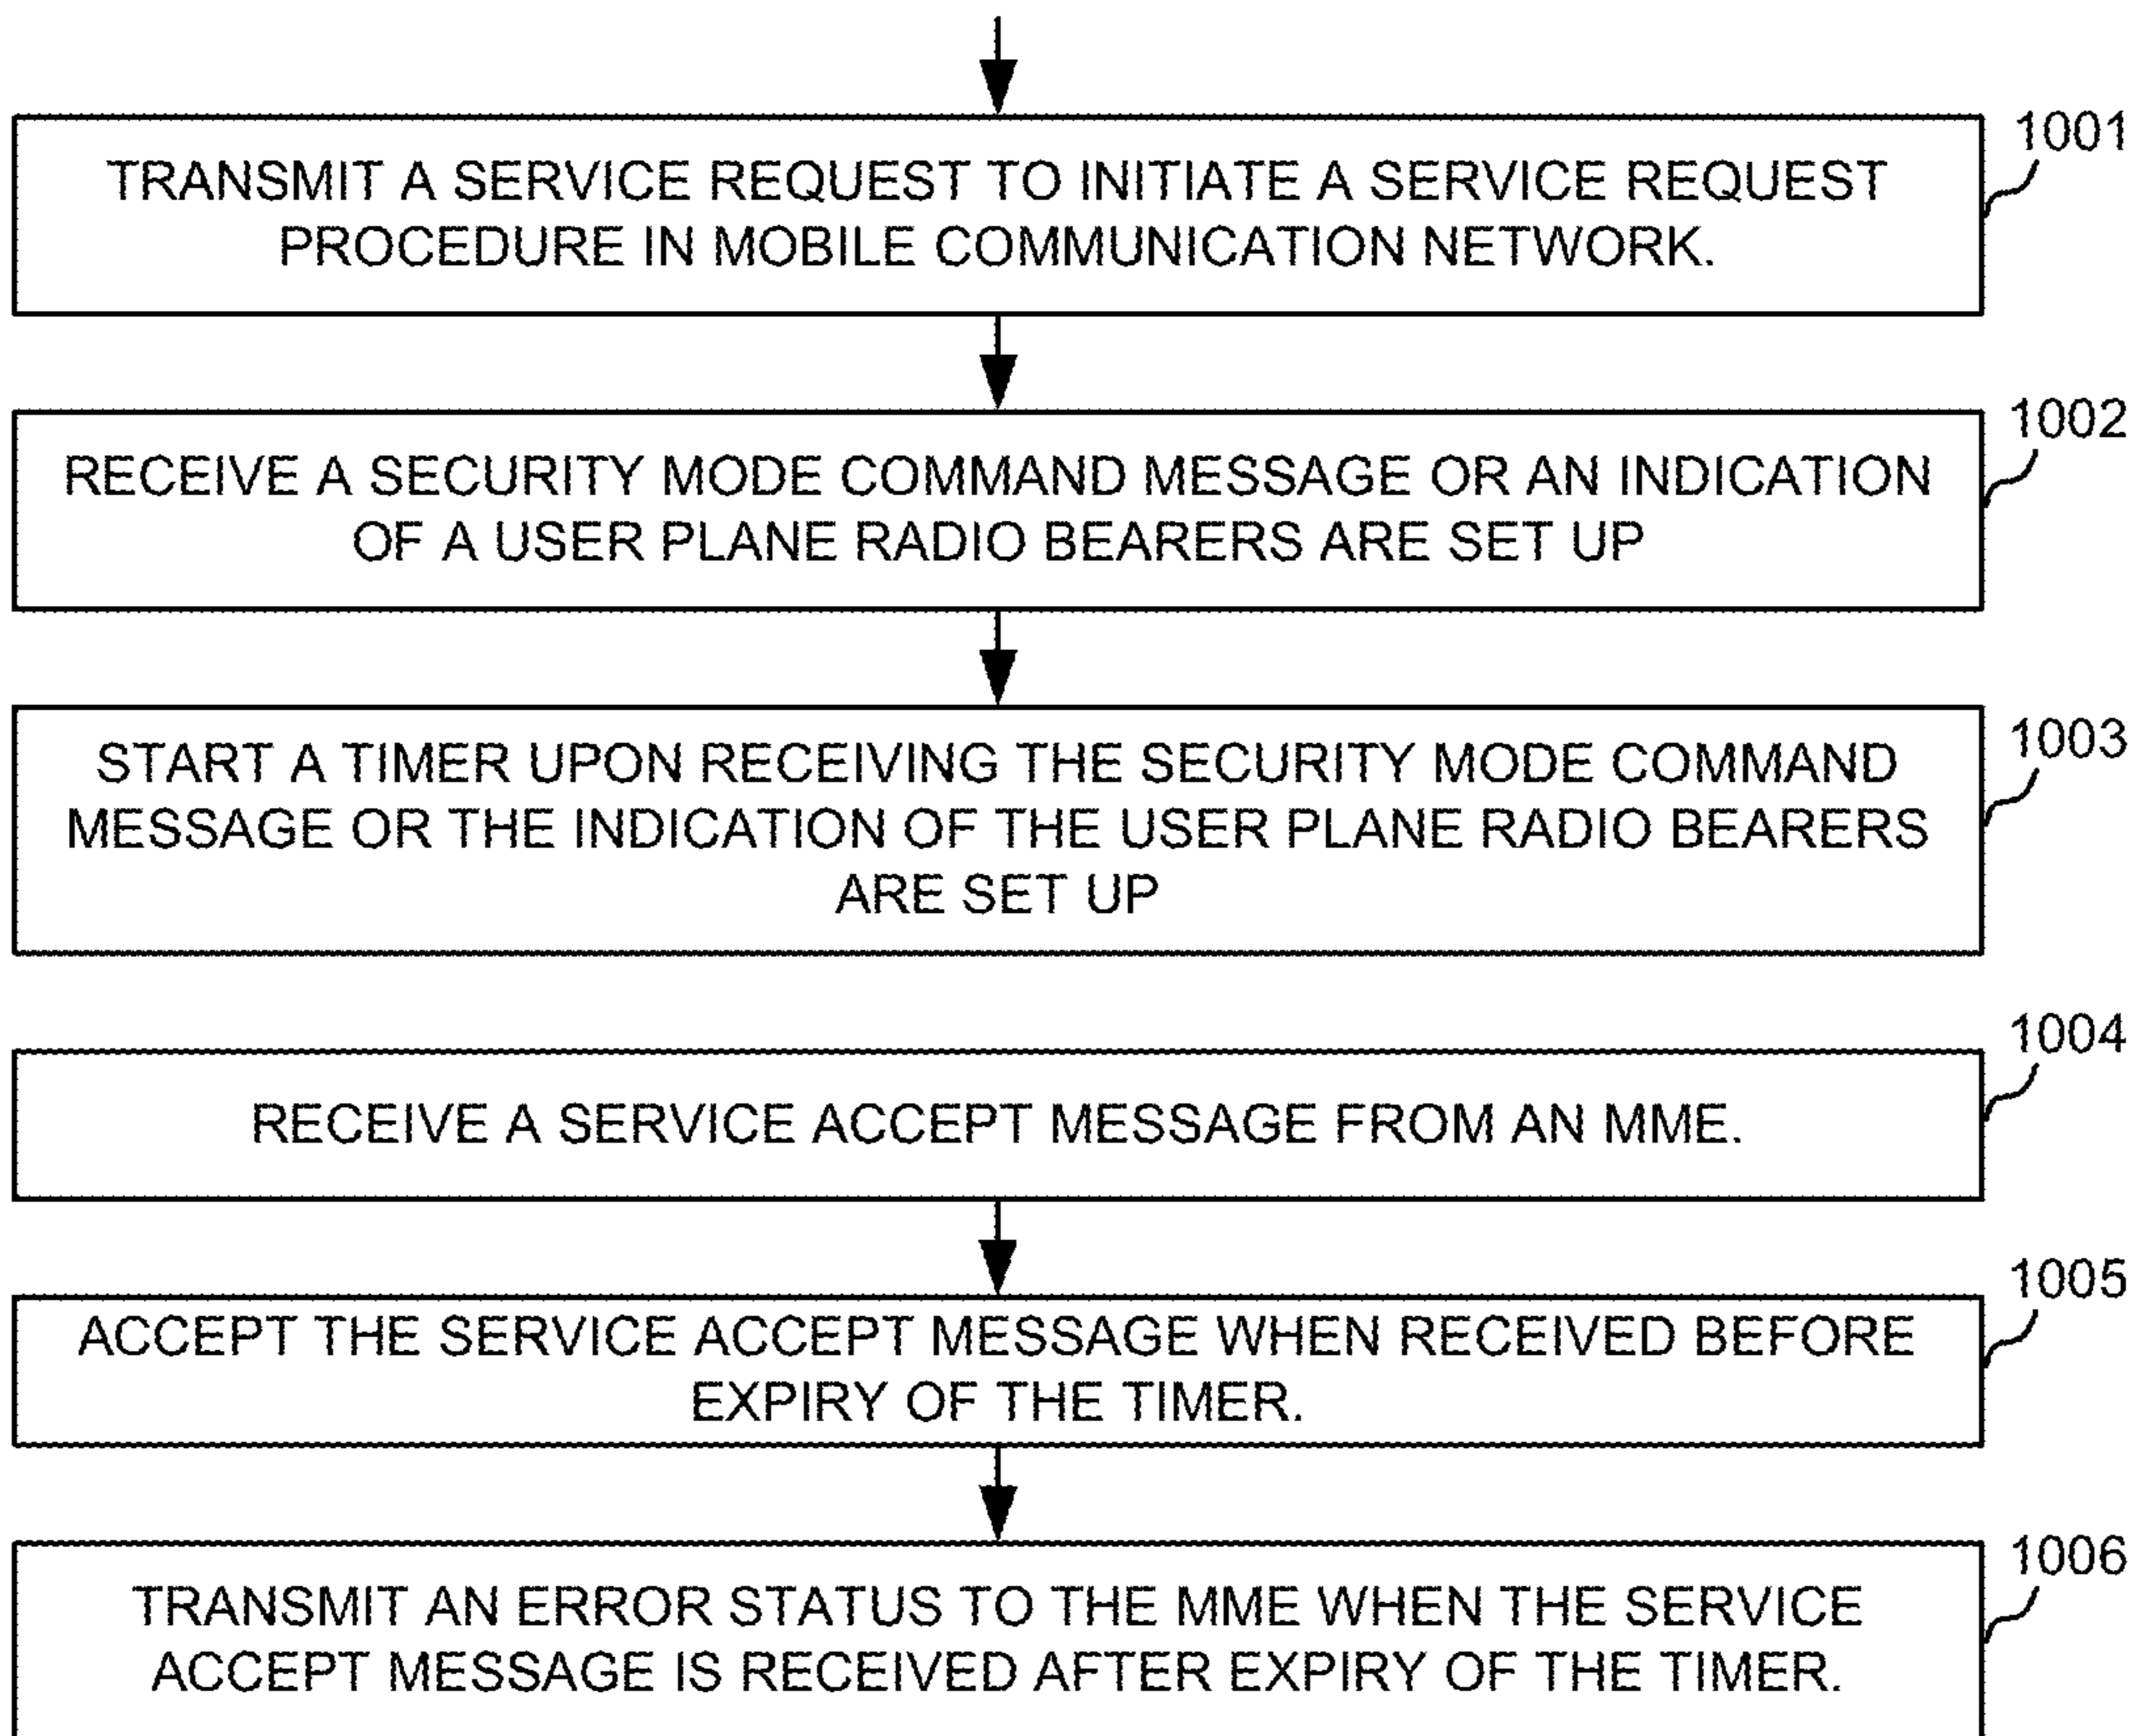 1001
TRANSMIT A SERVICE REQUEST TO INITIATE A SERVICE REQUEST
PROCEDURE IN MOBILE COMMUNICATION NETWORK.
1002
RECEIVE A SECURITY MODE COMMAND MESSAGE OR AN INDICATION
OF A USER PLANE RADIO BEARERS ARE SET UP
1003
START A TIMER UPON RECEIVING THE SECURITY MODE COMMAND
MESSAGE OR THE INDICATION OF THE USER PLANE RADIO BEARERS
ARE SET UP
1004
RECEIVE A SERVICE ACCEPT MESSAGE FROM AN MME.
1005
ACCEPT THE SERVICE ACCEPT MESSAGE WHEN RECEIVED BEFORE
EXPIRY OF THE TIMER.
1006
TRANSMIT AN ERROR STATUS TO THE MME WHEN THE SERVICE
ACCEPT MESSAGE IS RECEIVED AFTER EXPIRY OF THE TIMER.